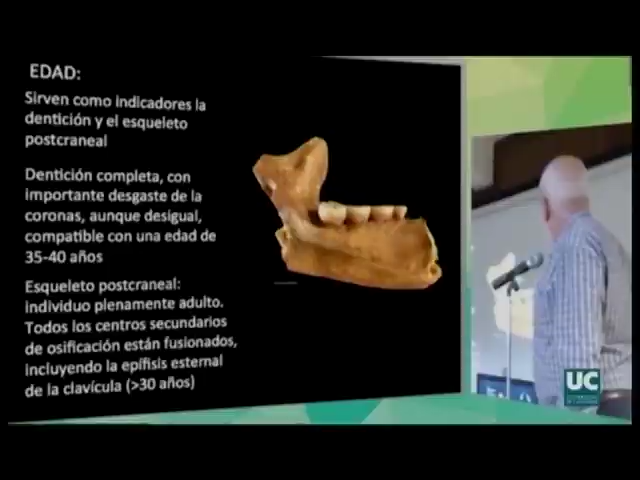 EDAD:
Sirven como indicadores la
dentición y el esqueleto
postcraneal
Dentición completa, con
importante desgaste de la
coronas, aunque desigual,
compatible con una edad de
35-40 años
Esqueleto postcraneal:
individuo plenamente adulto.
Todos los centros secundarios
de osificación están fusionados,
incluyendo la epífisis esternal
de la clavícula (>30 años)
UC